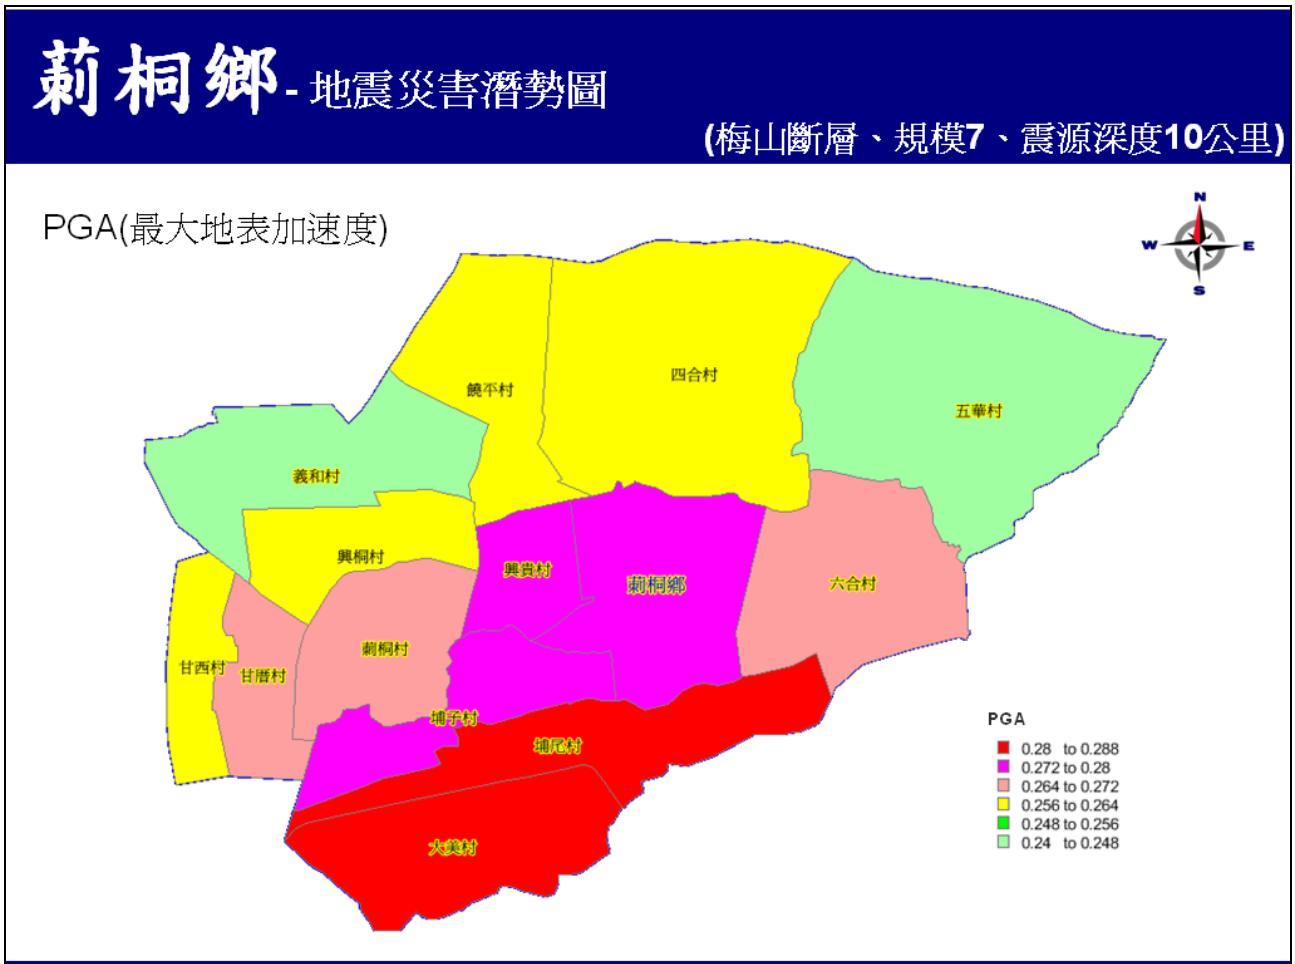 莿桐鄉- 地震災害潛勢圖
(梅山斷層、規模7、震源深度10公里)
PGA(最大地表加速度)
N
W
E
S
四合村
饒平村
五華村
義和村
興桐村
興貴村
莿桐鄉
六合村
莿桐村
甘西村
甘厝村
埔子村
埔尾村
大美村
PGA
0.28 to 0.288
0.272 to 0.28
0.264 to 0.272
0.256 to 0.264
0.248 to 0.256
0.24 to 0.248